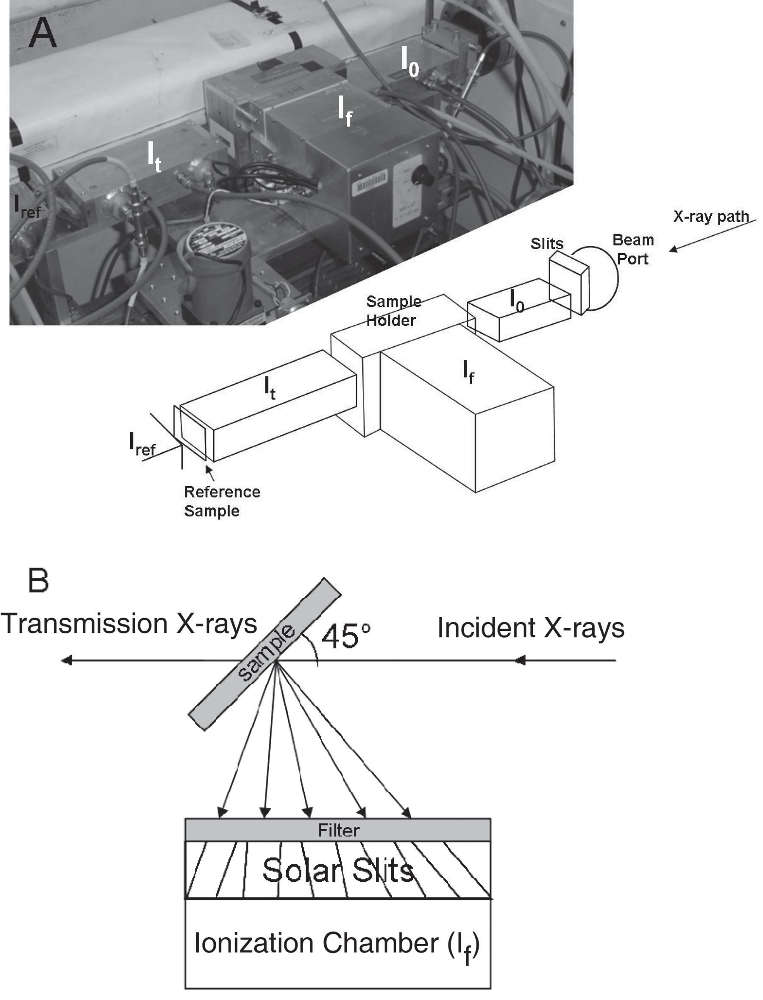 A
I0
If
It
Iref
X-ray path
Slits
Beam
Port
I0
Sample
Holder
If
It
Iref
Reference
Sample
B
Transmission X-rays
sample
45°
Incident X-rays
Filter
Solar Slits
Ionization Chamber (If)